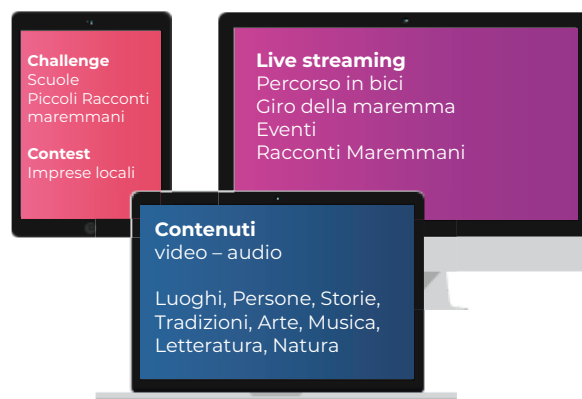 Challenge
Scuole
Piccoli Racconti
maremmani
Contest
Imprese locali
Live streaming
Percorso in bici
Giro della maremma
Eventi
Racconti Maremmani
Contenuti
video – audio
Luoghi, Persone, Storie,
Tradizioni, Arte, Musica,
Letteratura, Natura